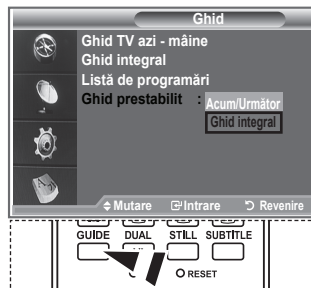 Ghid
Ghid TV azi - mâine
Ghid integral
Listă de programări
Ghid prestabilit : Acum/Următor
Ghid integral
Mutare Intrare Revenire
GUIDE DUAL STILL SUBTITLE
RESET